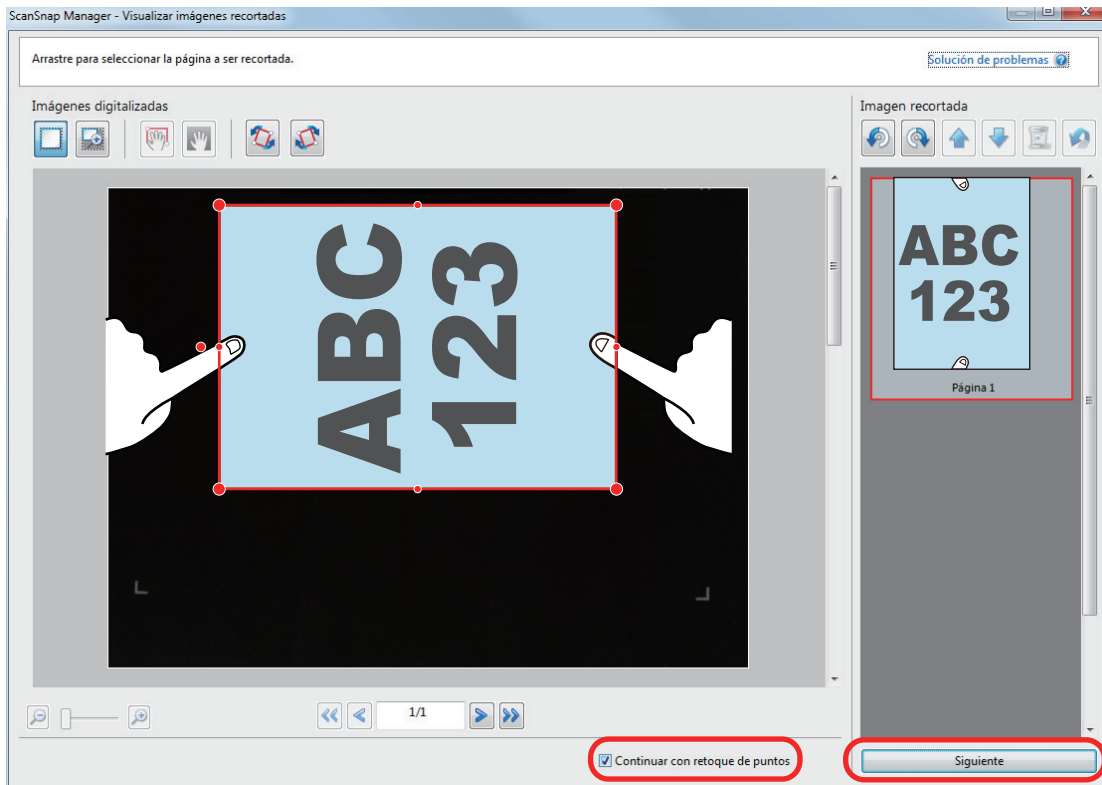 ScanSnap Manager - Visualizar imágenes recortadas
Arrastre para seleccionar la página a ser recortada.
Solución de problemas
Imágenes digitalizadas
Imagen recortada
ABC
123
ABC
123
Página 1
1/1
Continuar con retoque de puntos
Siguiente